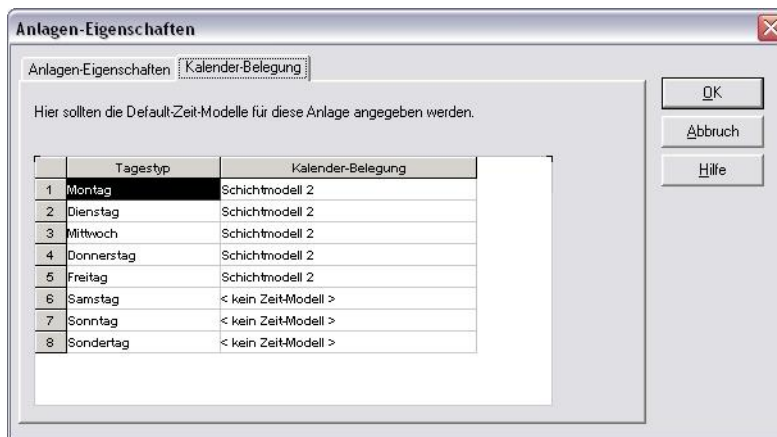 Anlagen-Eigenschaften
Anlagen-Eigenschaften Kalender-Belegung
Hier sollten die Default-Zeit-Modelle für diese Anlage angegeben werden.
Tagestyp Kalender-Belegung
1 Montag Schichtmodell 2
2 Dienstag Schichtmodell 2
3 Mittwoch Schichtmodell 2
4 Donnerstag Schichtmodell 2
5 Freitag Schichtmodell 2
6 Samstag < kein Zeit-Modell >
7 Sonntag < kein Zeit-Modell >
8 Sondertag < kein Zeit-Modell >
OK
Abbruch
Hilfe